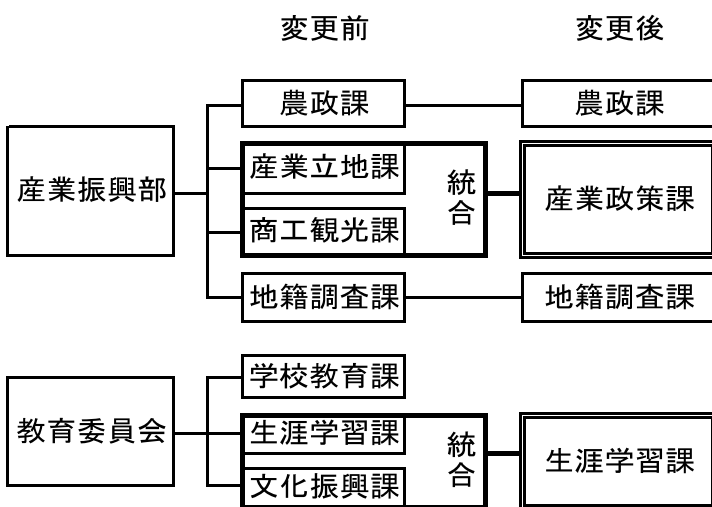 変更前
変更後
農政課
農政課
産業振興部
産業立地課
統合
産業政策課
商工観光課
地籍調査課
地籍調査課
学校教育課
教育委員会
生涯学習課
統合
生涯学習課
文化振興課